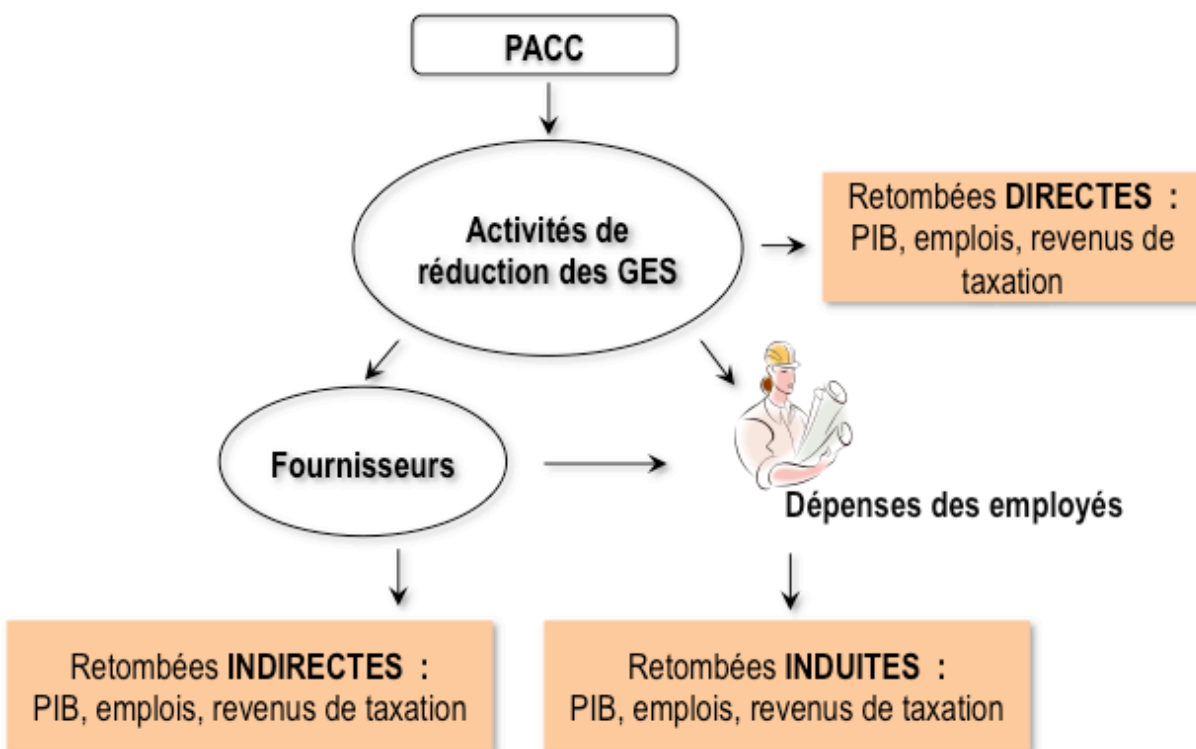 PACC
Activités de
réduction des GES
Retombées DIRECTES :
PIB, emplois, revenus de
taxation
Fournisseurs
Dépenses des employés
Retombées INDIRECTES :
PIB, emplois, revenus de taxation
Retombées INDUITES :
PIB, emplois, revenus de taxation